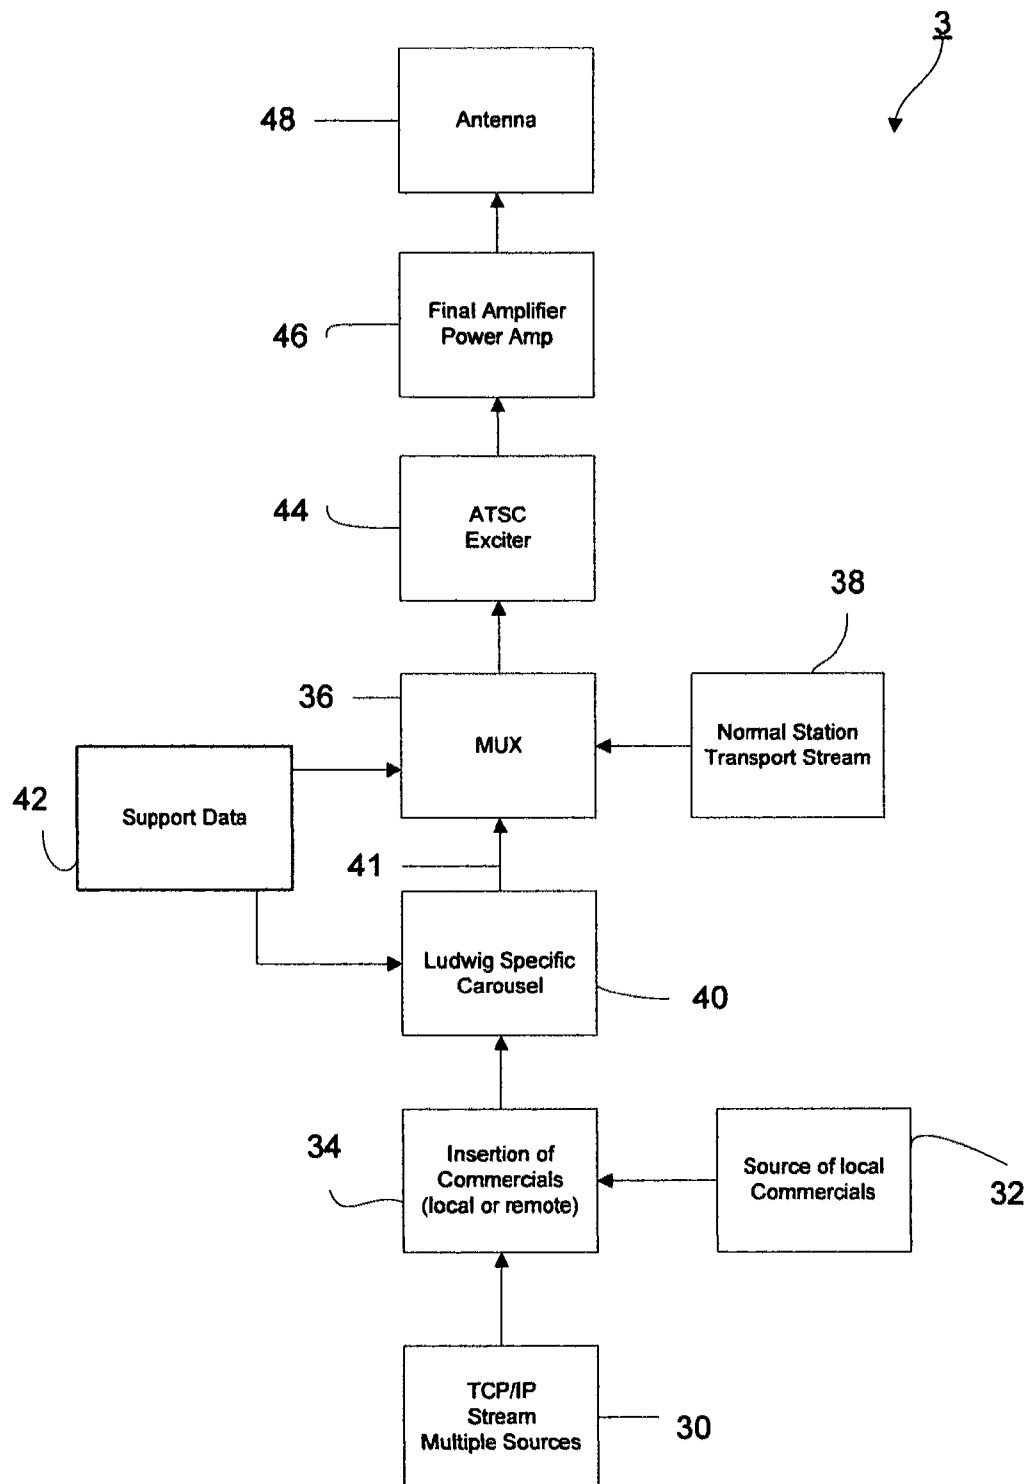 3
48
Antenna
46
Final Amplifier
Power Amp
44
ATSC
Exciter
38
36
MUX
Normal Station
Transport Stream
42
Support Data
41
Ludwig Specific
Carousel
40
34
Insertion of
Commercials
(local or remote)
Source of local
Commercials
32
TCP/IP
Stream
Multiple Sources
30